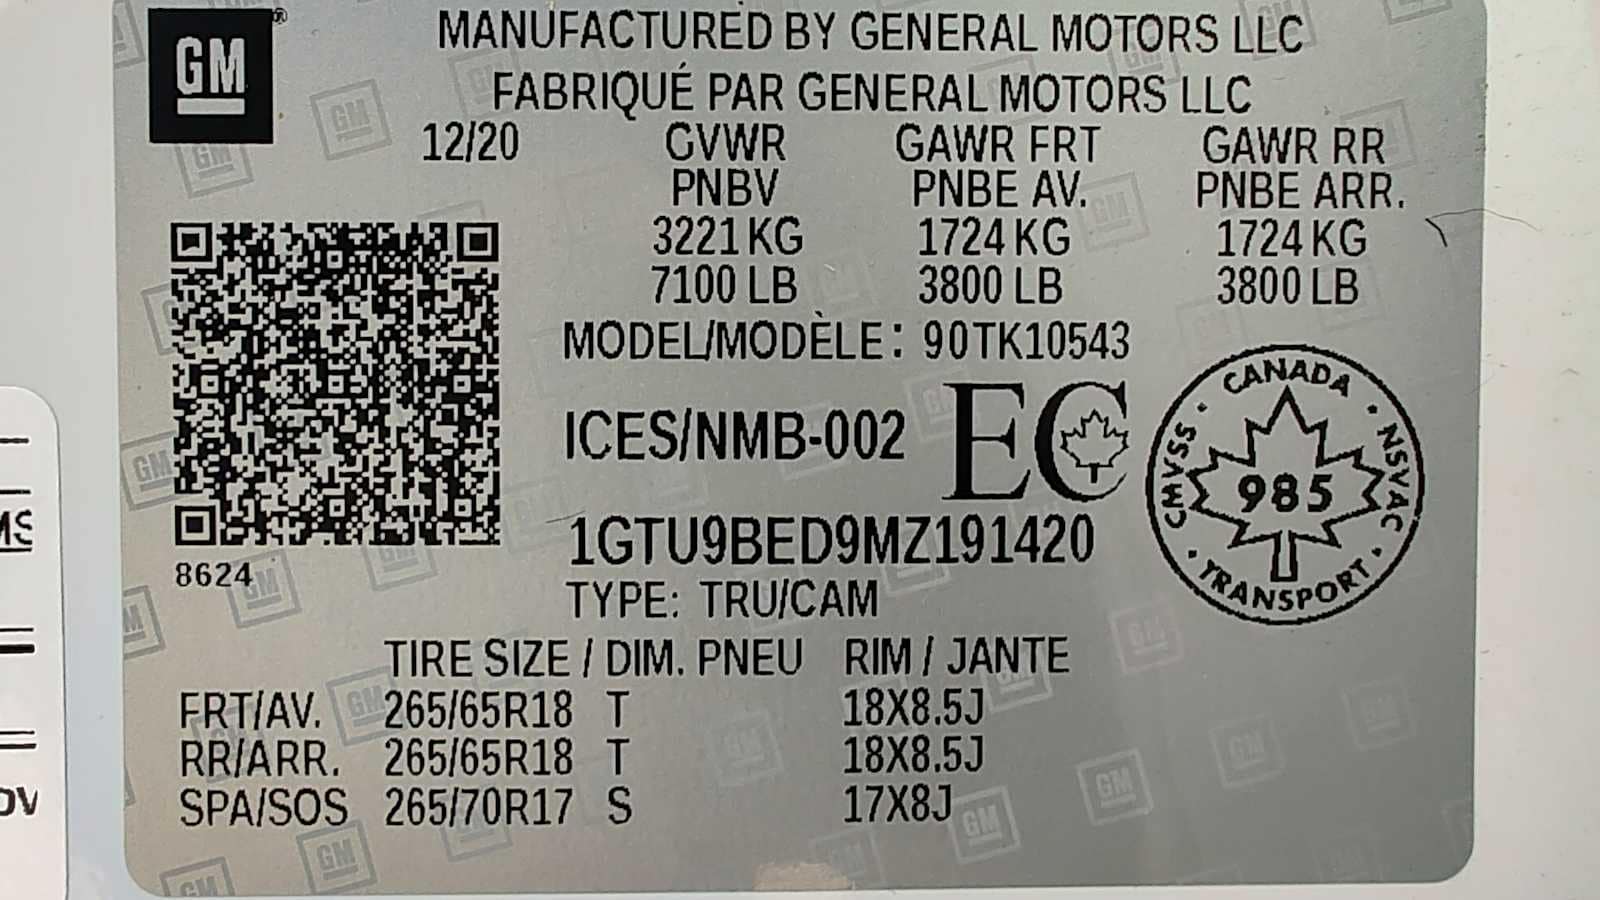 GM ®
MANUFACTURED BY GENERAL MOTORS LLC
FABRIQUÉ PAR GENERAL MOTORS LLC
12/20 GVWR GAWR FRT GAWR RR
PNBV PNBE AV. PNBE ARR.
3221 KG 1724 KG 1724 KG
7100 LB 3800 LB 3800 LB
MODEL/MODÈLE: 90TK10543
ICES/NMB-002 EC
CANADA
CMVSS · 985 · NSVAC
TRANSPORT
1GTU9BED9MZ191420
8624
TYPE: TRU/CAM
TIRE SIZE / DIM. PNEU RIM / JANTE
FRT/AV. 265/65R18 T 18X8.5J
RR/ARR. 265/65R18 T 18X8.5J
SPA/SOS 265/70R17 S 17X8J